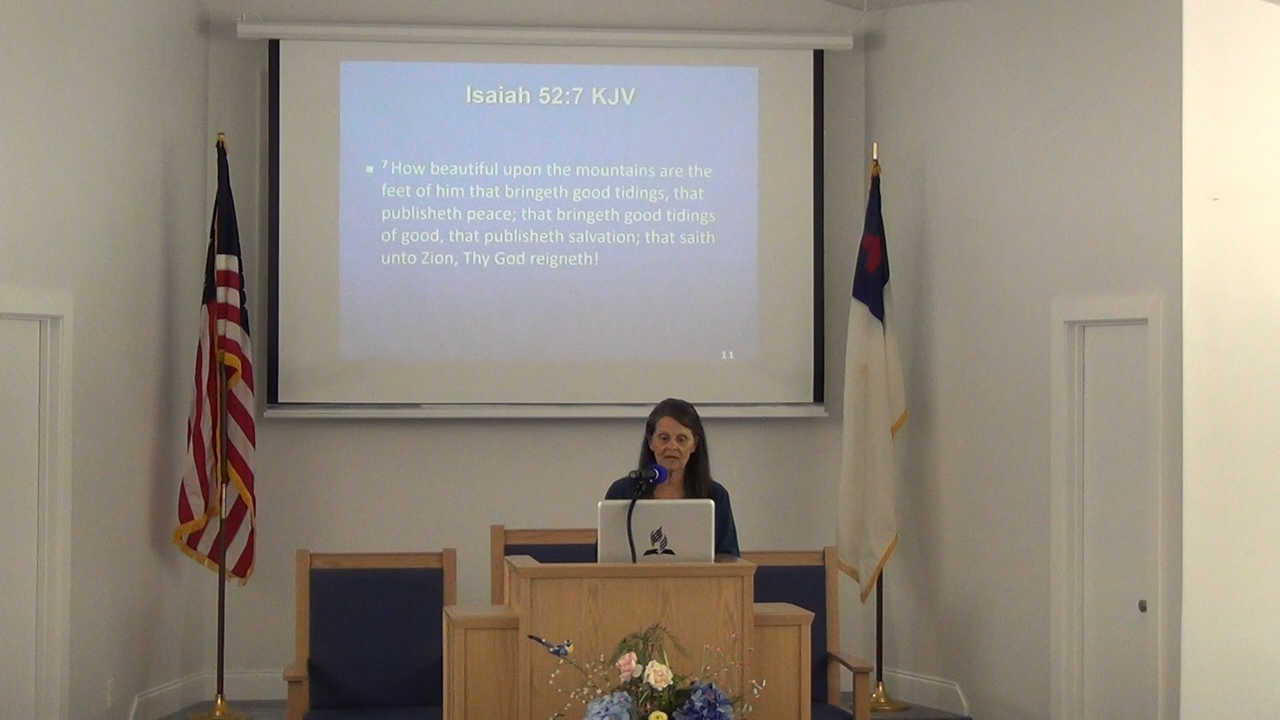 Isaiah 52:7 KJV
7 How beautiful upon the mountains are the
feet of him that bringeth good tidings, that
publisheth peace; that bringeth good tidings
of good, that publisheth salvation; that saith
unto Zion, Thy God reigneth!
11